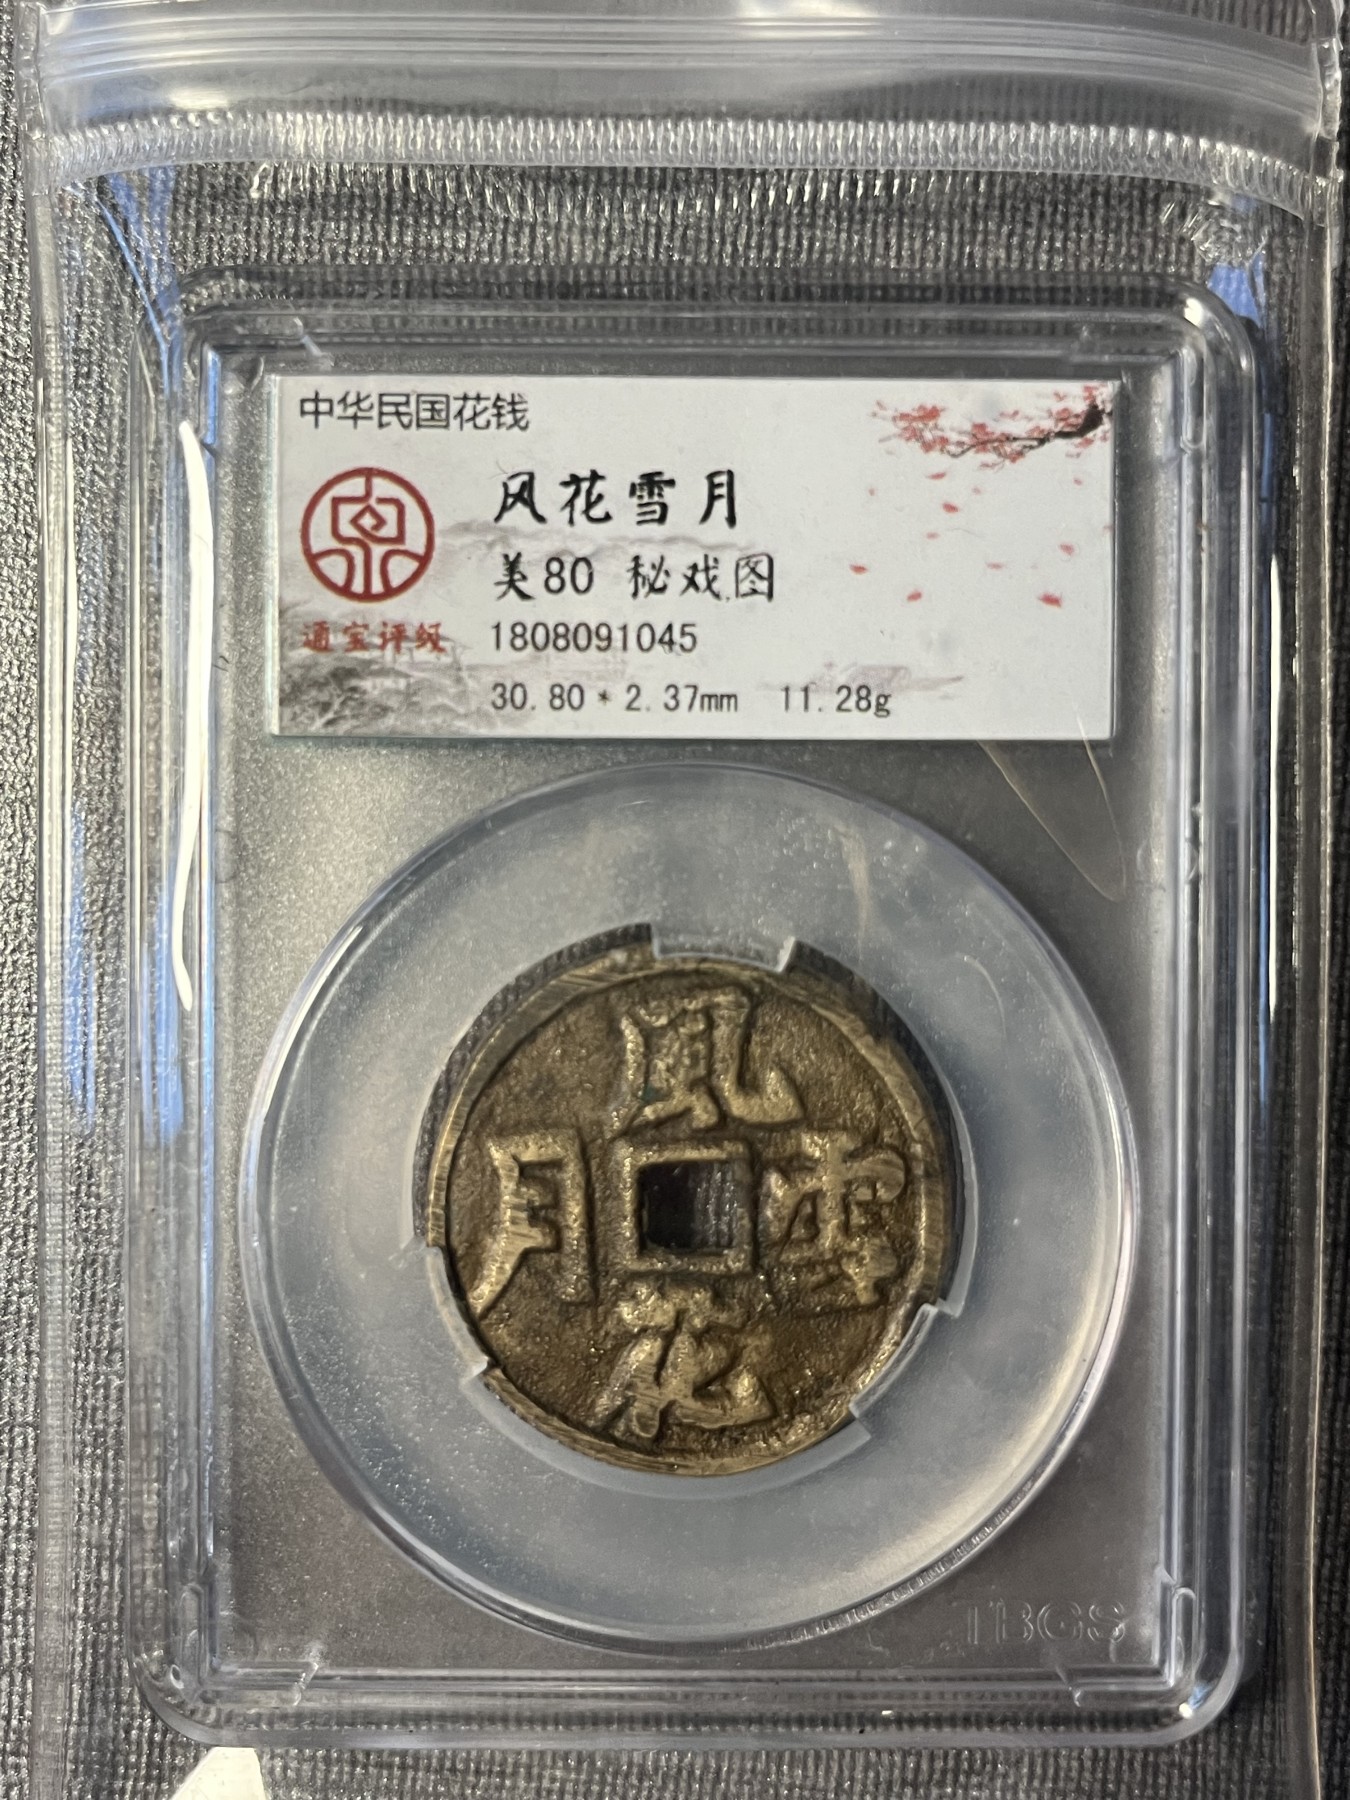 中华民国花钱
风花雪月
美80 秘戏图
通宝评级 1808091045
30.80*2.37mm 11.28g
風
月 雪
花
TBGS